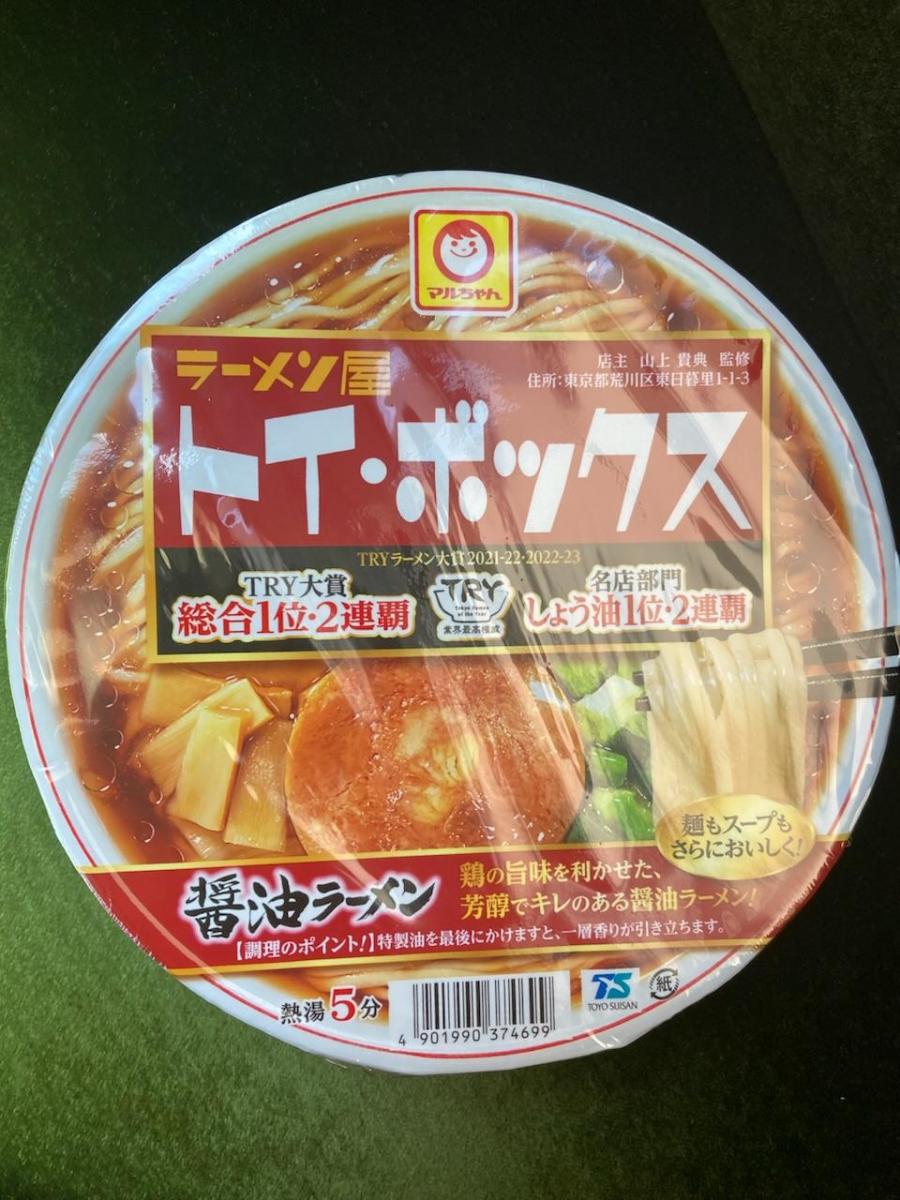 マルちゃん
ラーメン屋
店主 山上 貴典 監修
住所:東京都荒川区東日暮里1-1-3
トイ・ボックス
TRYラーメン大賞2021-22・2022-23
TRY大賞
総合1位・2連覇
TRY
Tokyo Ramen
of the Year
業界最高権威
名店部門
しょう油1位・2連覇
麺もスープも
さらにおいしく!
醤油ラーメン
鶏の旨味を利かせた、
芳醇でキレのある醤油ラーメン!
【調理のポイント!】特製油を最後にかけますと、一層香りが引き立ちます。
熱湯5分
4 901990 374699
TS
TOYO SUISAN
紙